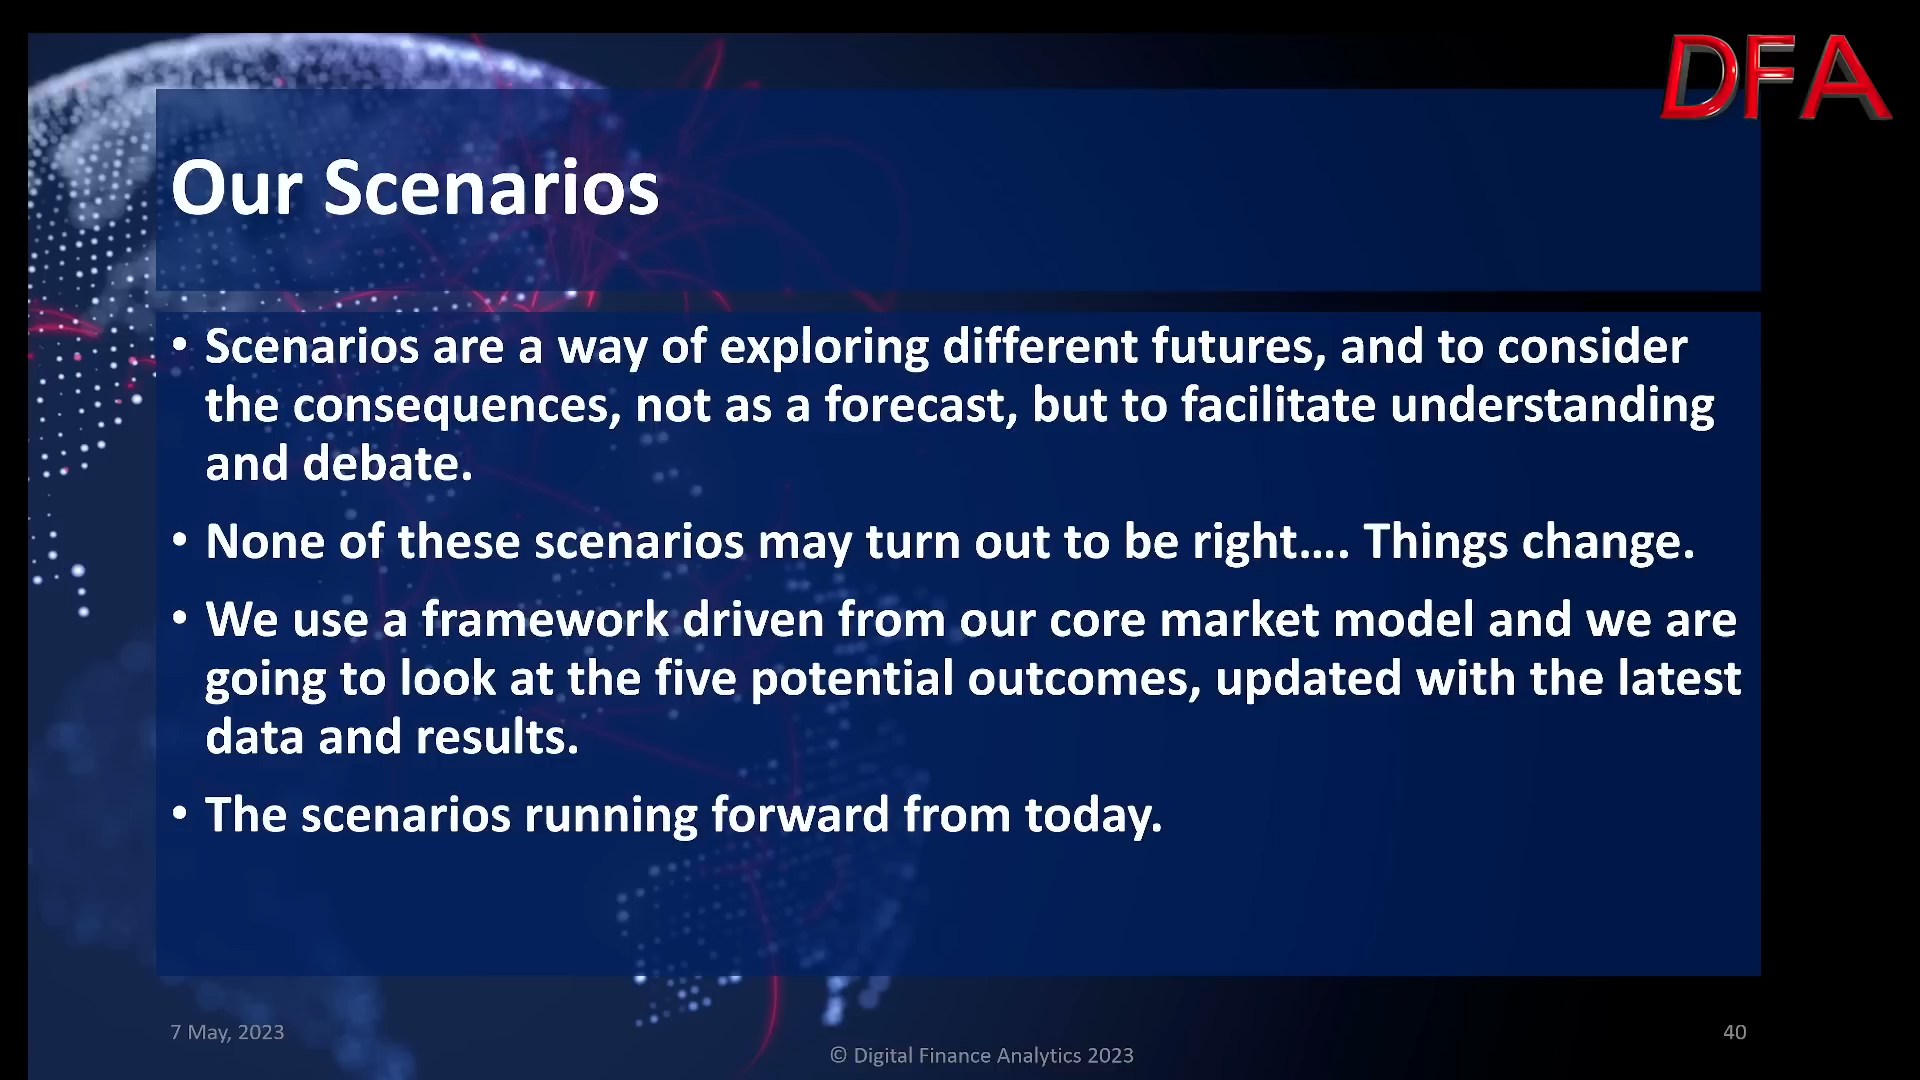 DFA
Our Scenarios
• Scenarios are a way of exploring different futures, and to consider
the consequences, not as a forecast, but to facilitate understanding
and debate.
• None of these scenarios may turn out to be right…. Things change.
• We use a framework driven from our core market model and we are
going to look at the five potential outcomes, updated with the latest
data and results.
• The scenarios running forward from today.
7 May, 2023
40
© Digital Finance Analytics 2023